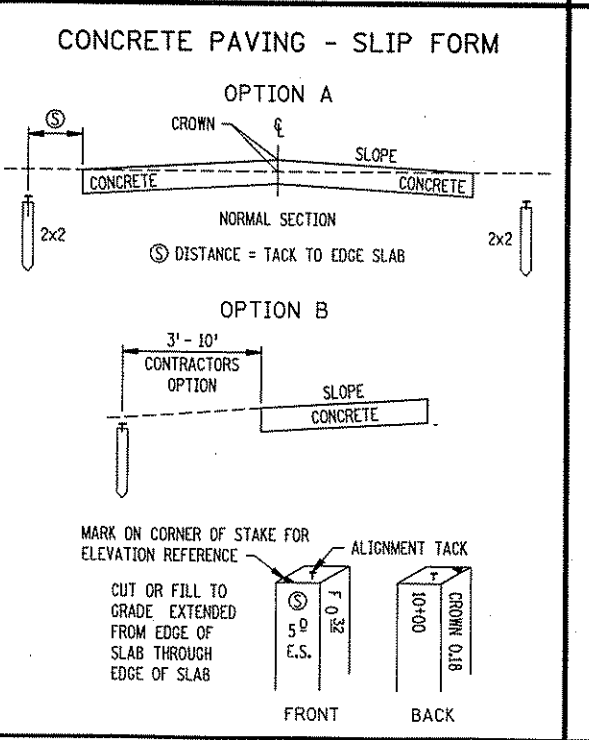 CONCRETE PAVING - SLIP FORM
OPTION A
Ⓢ
CROWN
℄
SLOPE
CONCRETE
CONCRETE
2x2
NORMAL SECTION
2x2
Ⓢ DISTANCE = TACK TO EDGE SLAB
OPTION B
3' - 10'
CONTRACTORS
OPTION
SLOPE
CONCRETE
MARK ON CORNER OF STAKE FOR
ELEVATION REFERENCE
ALIGNMENT TACK
CUT OR FILL TO
GRADE EXTENDED
FROM EDGE OF
SLAB THROUGH
EDGE OF SLAB
Ⓢ
5 0
E.S.
F 0 32
10+00
CROWN 0.18
FRONT
BACK